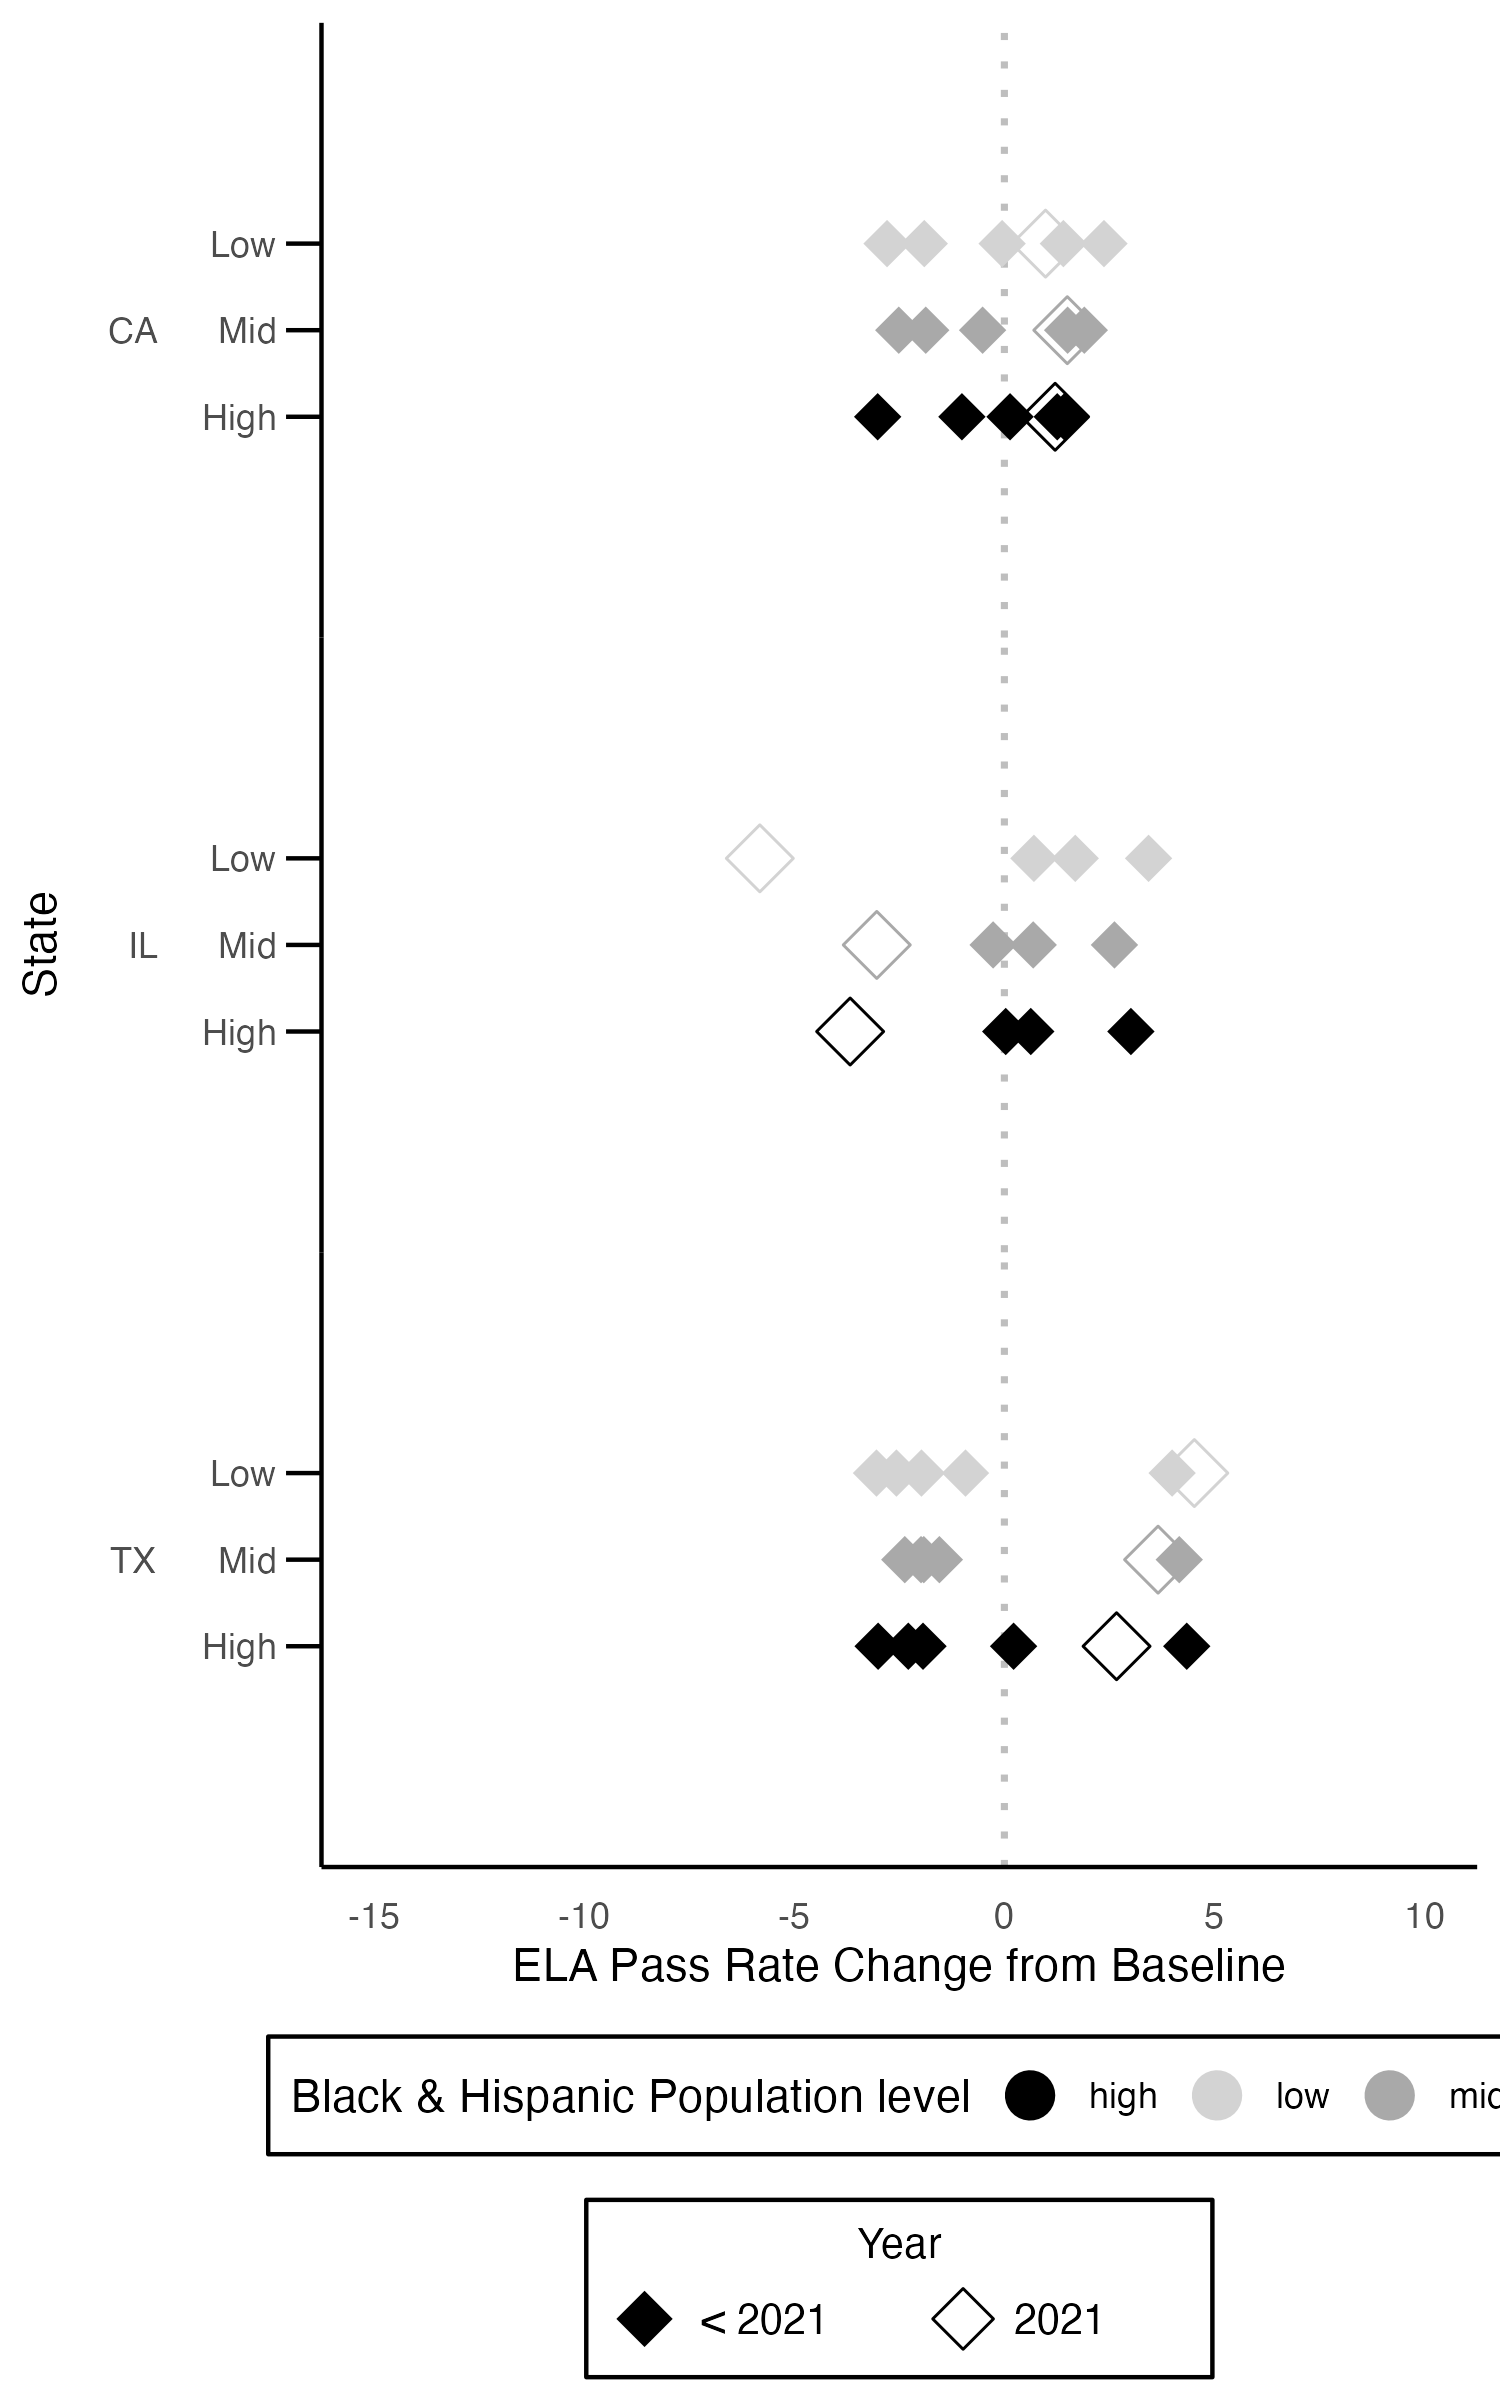 Low
CA Mid
High
Low
State IL Mid
High
Low
TX Mid
High
-15 -10 -5 0 5 10
ELA Pass Rate Change from Baseline
Black & Hispanic Population level high low
Year
< 2021 2021